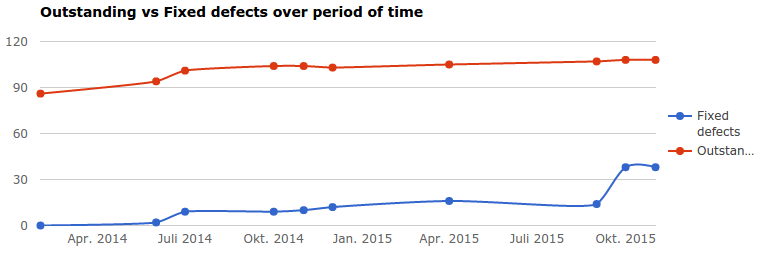 Outstanding vs Fixed defects over period of time
120
90
60
30
0
Apr. 2014 Juli 2014 Okt. 2014 Jan. 2015 Apr. 2015 Juli 2015 Okt. 2015
Fixed
defects
Outstan...